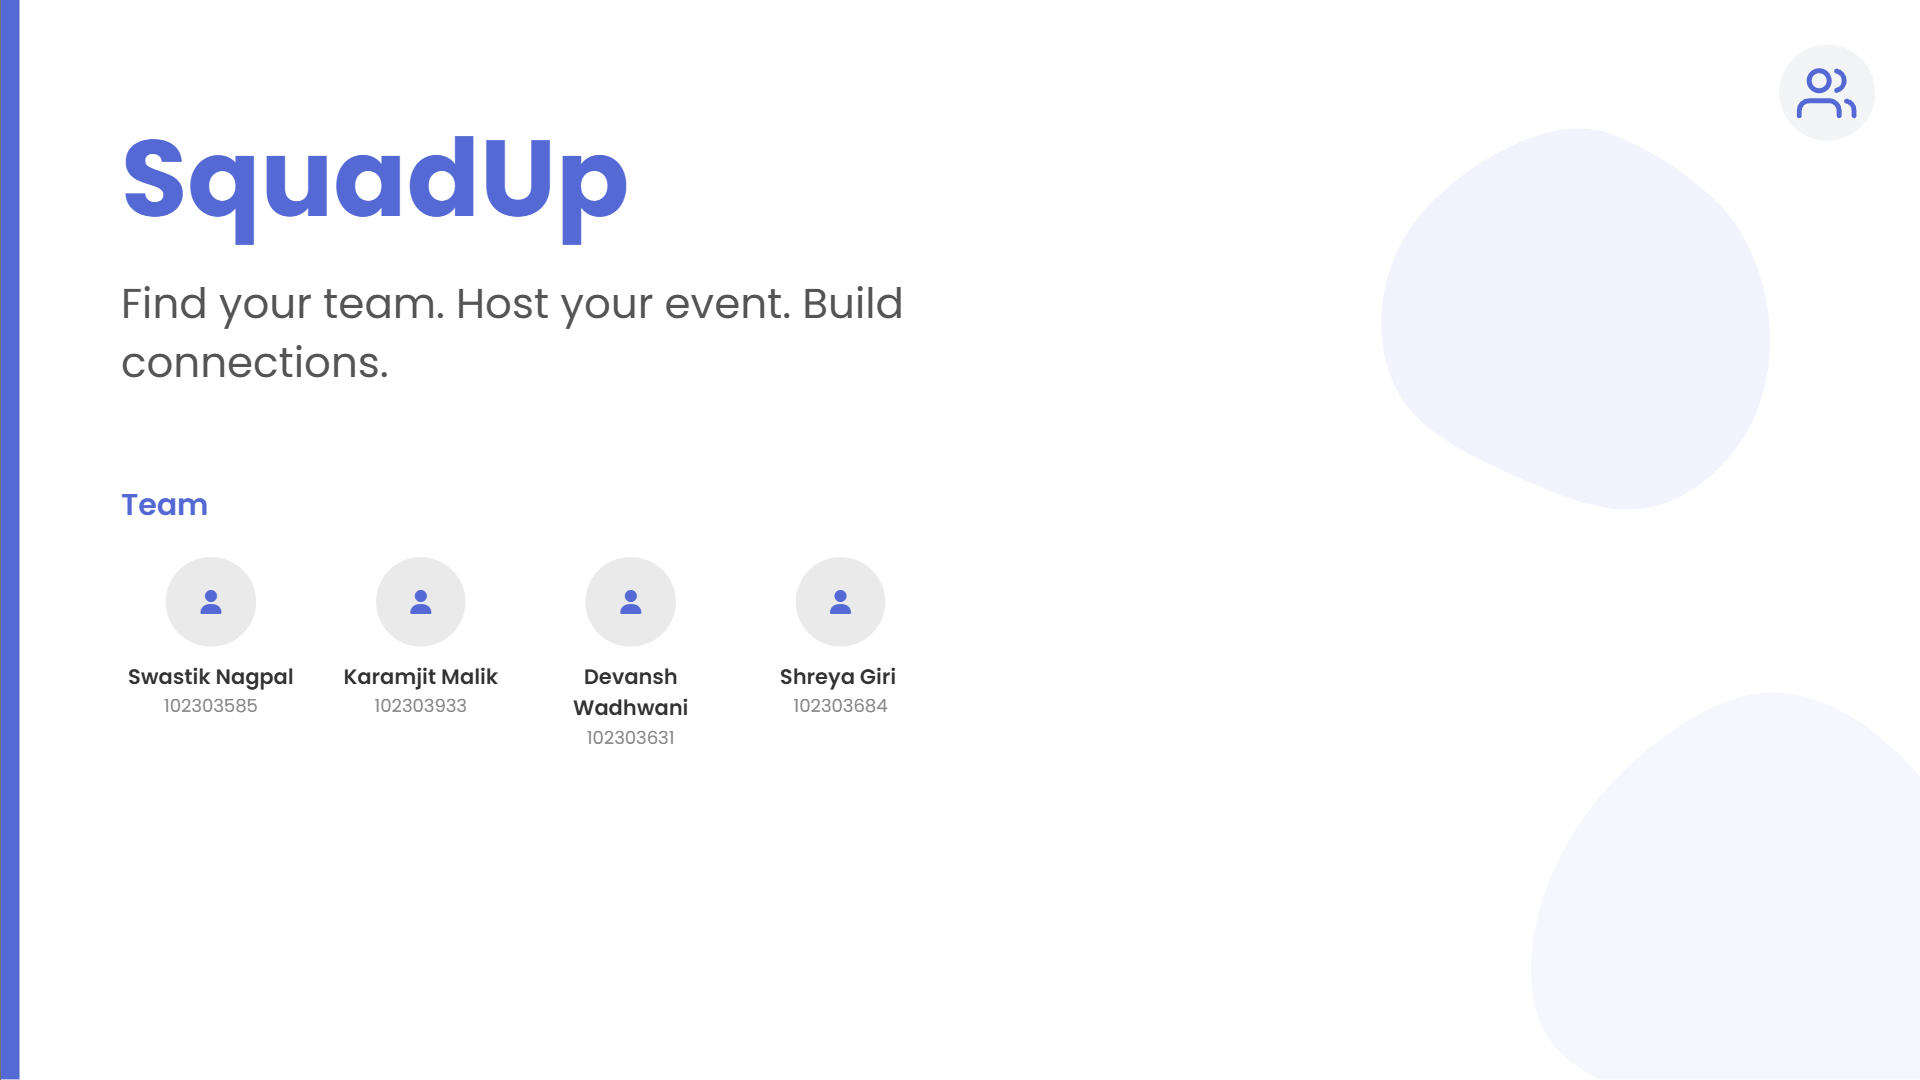 SquadUp
Find your team. Host your event. Build
connections.
Team
Swastik Nagpal
102303585
Karamjit Malik
102303933
Devansh
Wadhwani
102303631
Shreya Giri
102303684